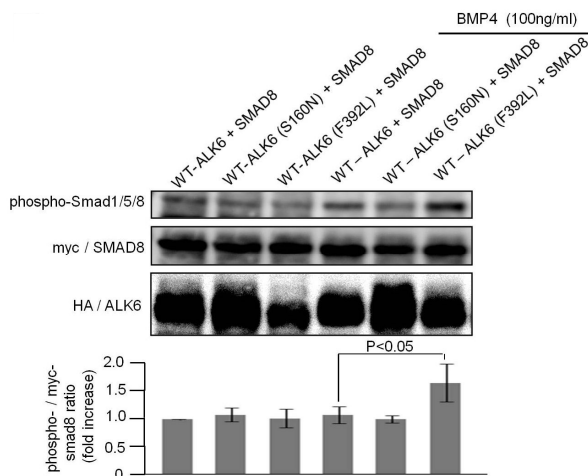 BMP4 (100ng/ml)
WT-ALK6 + SMAD8
WT-ALK6 (S160N) + SMAD8
WT-ALK6 (F392L) + SMAD8
WT – ALK6 + SMAD8
WT – ALK6 (S160N) + SMAD8
WT – ALK6 (F392L) + SMAD8
phospho-Smad1/5/8
myc / SMAD8
HA / ALK6
P<0.05
phospho- / myc-
smad8 ratio
(fold increase)
2.0
1.5
1.0
0.5
0